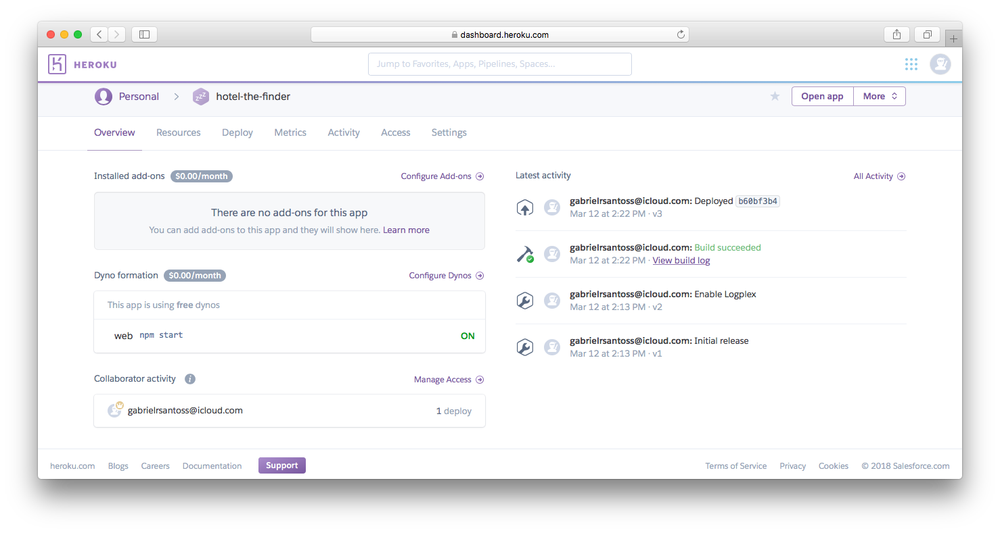 dashboard.heroku.com
HEROKU
Jump to Favorites, Apps, Pipelines, Spaces...
Personal > hotel-the-finder
Open app More
Overview Resources Deploy Metrics Activity Access Settings
Installed add-ons $0.00/month Configure Add-ons
There are no add-ons for this app
You can add add-ons to this app and they will show here. Learn more
Dyno formation $0.00/month Configure Dynos
This app is using free dynos
web npm start ON
Collaborator activity i Manage Access
gabrielrsantoss@icloud.com 1 deploy
Latest activity All Activity
gabrielrsantoss@icloud.com: Deployed b60bf3b4
Mar 12 at 2:22 PM · v3
gabrielrsantoss@icloud.com: Build succeeded
Mar 12 at 2:22 PM · View build log
gabrielrsantoss@icloud.com: Enable Logplex
Mar 12 at 2:13 PM · v2
gabrielrsantoss@icloud.com: Initial release
Mar 12 at 2:13 PM · v1
heroku.com Blogs Careers Documentation Support Terms of Service Privacy Cookies © 2018 Salesforce.com